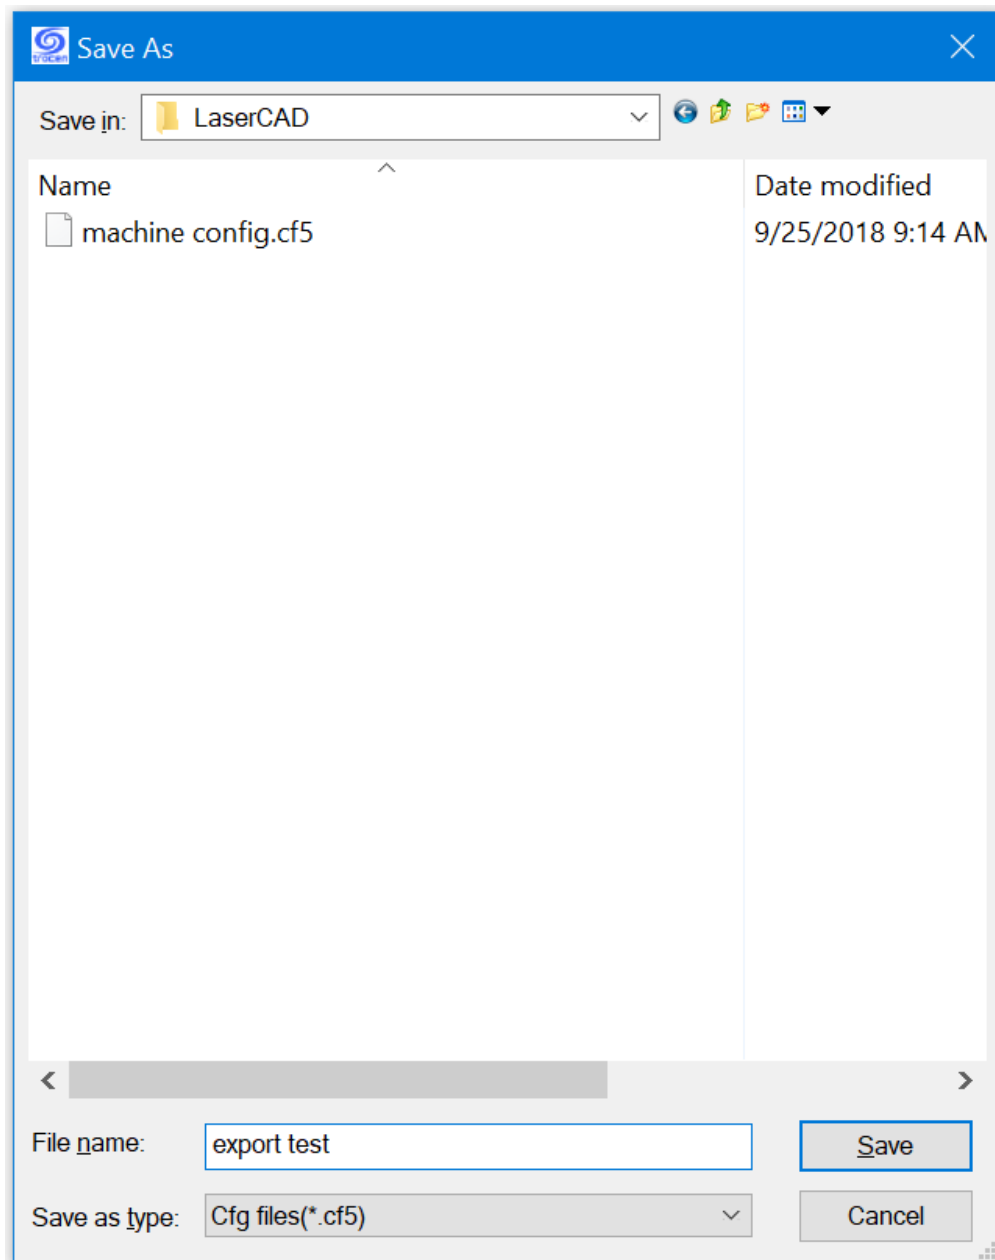 trocen
Save As
Save in: LaserCAD
Name Date modified
machine config.cf5 9/25/2018 9:14 AM
File name: export test Save
Save as type: Cfg files(*.cf5) Cancel